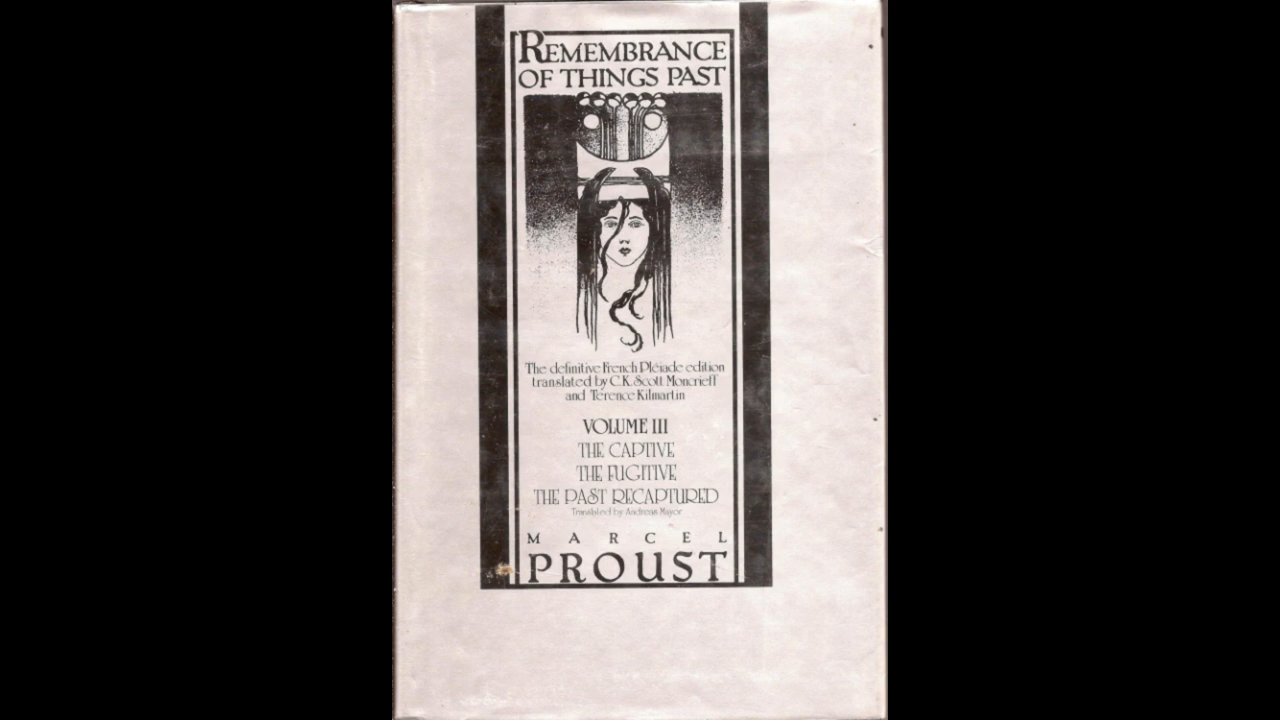 REMEMBRANCE
OF THINGS PAST
The definitive French Pléiade edition
translated by C.K. Scott Moncrieff
and Terence Kilmartin
VOLUME III
THE CAPTIVE
THE FUGITIVE
THE PAST RECAPTURED
Translated by Andreas Mayor
MARCEL
PROUST